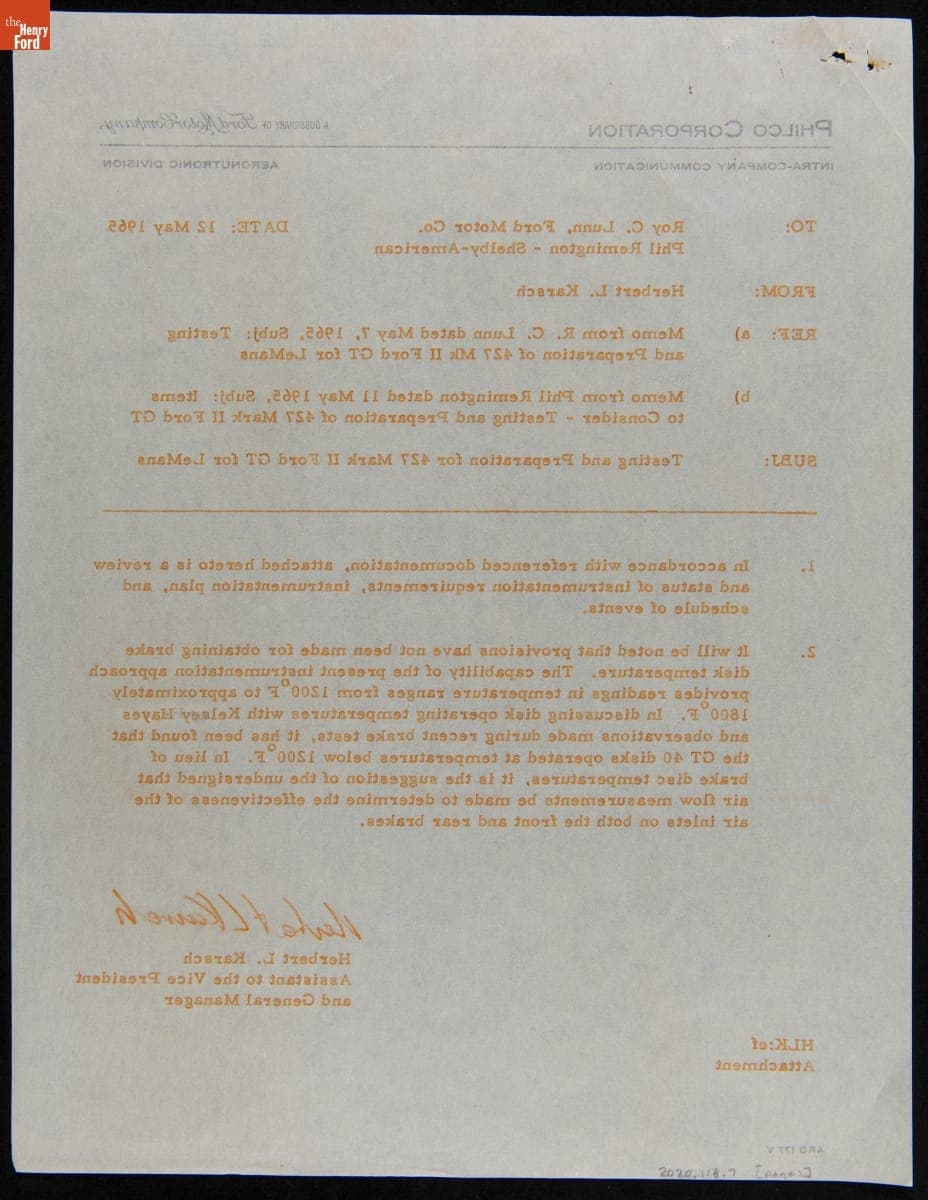 the
Henry
Ford
PHILCO CORPORATION A SUBSIDIARY OF Ford Motor Company,
INTRA-COMPANY COMMUNICATION AERONUTRONIC DIVISION
TO: Roy C. Lunn, Ford Motor Co. DATE: 12 May 1965
Phil Remington - Shelby-American
FROM: Herbert L. Karsch
REF: a) Memo from R. C. Lunn dated May 7, 1965, Subj: Testing
and Preparation of 427 Mk II Ford GT for LeMans
b) Memo from Phil Remington dated 11 May 1965, Subj: Items
to Consider - Testing and Preparation of 427 Mark II Ford GT
SUBJ: Testing and Preparation for 427 Mark II Ford GT for LeMans
1. In accordance with referenced documentation, attached hereto is a review
and status of instrumentation requirements, instrumentation plan, and
schedule of events.
2. It will be noted that provisions have not been made for obtaining brake
disk temperature. The capability of the present instrumentation approach
provides readings in temperature ranges from 1200°F to approximately
1800°F. In discussing disk operating temperatures with Kelsey Hayes
and observations made during recent brake tests, it has been found that
the GT 40 disks operated at temperatures below 1200°F. In lieu of
brake disc temperatures, it is the suggestion of the undersigned that
air flow measurements be made to determine the effectiveness of the
air inlets on both the front and rear brakes.
Herbert L Karsch
Herbert L. Karsch
Assistant to the Vice President
and General Manager
HLK:ef
Attachment
ARD 177 V
2020.118.7